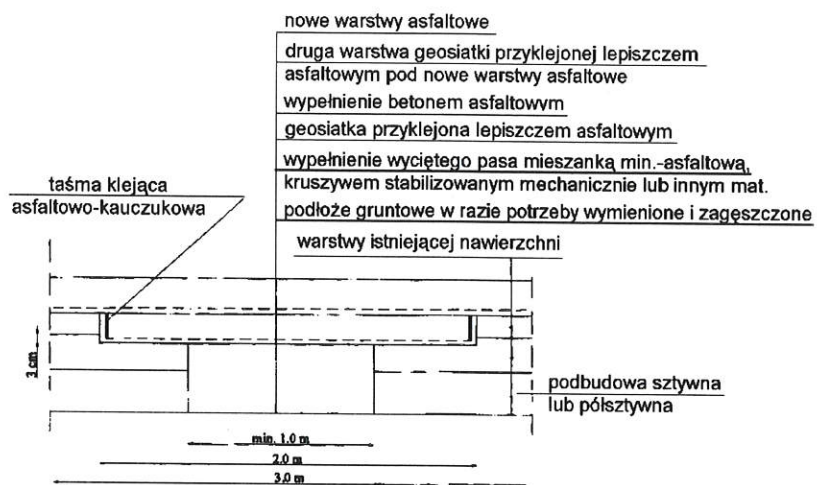 nowe warstwy asfaltowe
druga warstwa geosiatki przyklejonej lepiszczem
asfaltowym pod nowe warstwy asfaltowe
wypełnienie betonem asfaltowym
geosiatka przyklejona lepiszczem asfaltowym
wypełnienie wyciętego pasa mieszanką min.-asfaltową,
kruszywem stabilizowanym mechanicznie lub innym mat.
podłoże gruntowe w razie potrzeby wymienione i zagęszczone
warstwy istniejącej nawierzchni
taśma klejąca
asfaltowo-kauczukowa
3 cm
podbudowa sztywna
lub półsztywna
min. 1.0 m
2.0 m
3.0 m